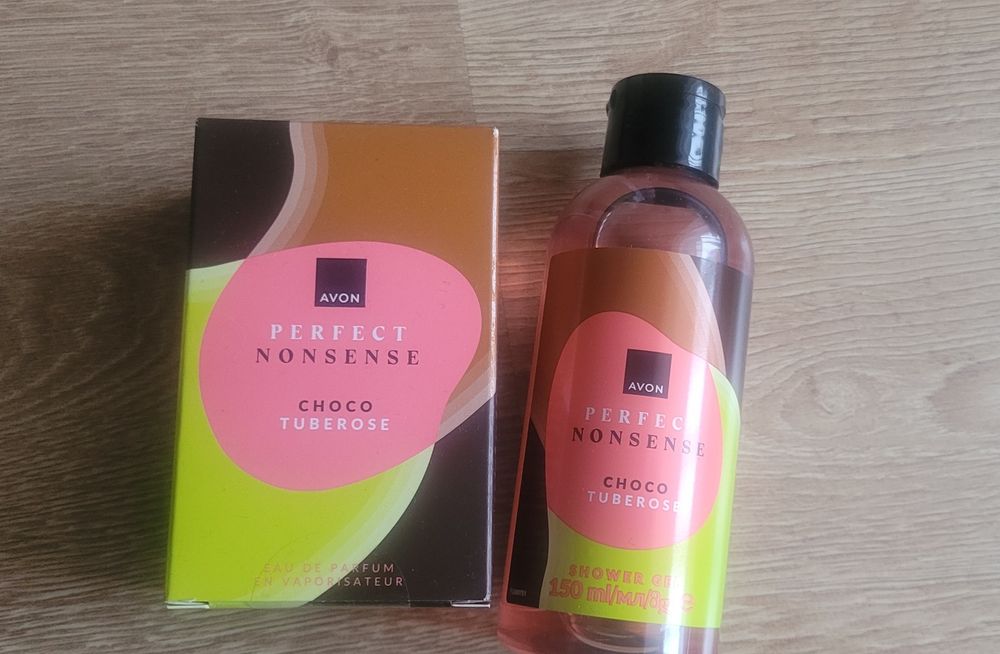 AVON
PERFECT
NONSENSE
CHOCO
TUBEROSE
EAU DE PARFUM
EN VAPORISATEUR
AVON
PERFECT
NONSENSE
CHOCO
TUBEROSE
SHOWER GEL
150 ml/мл/